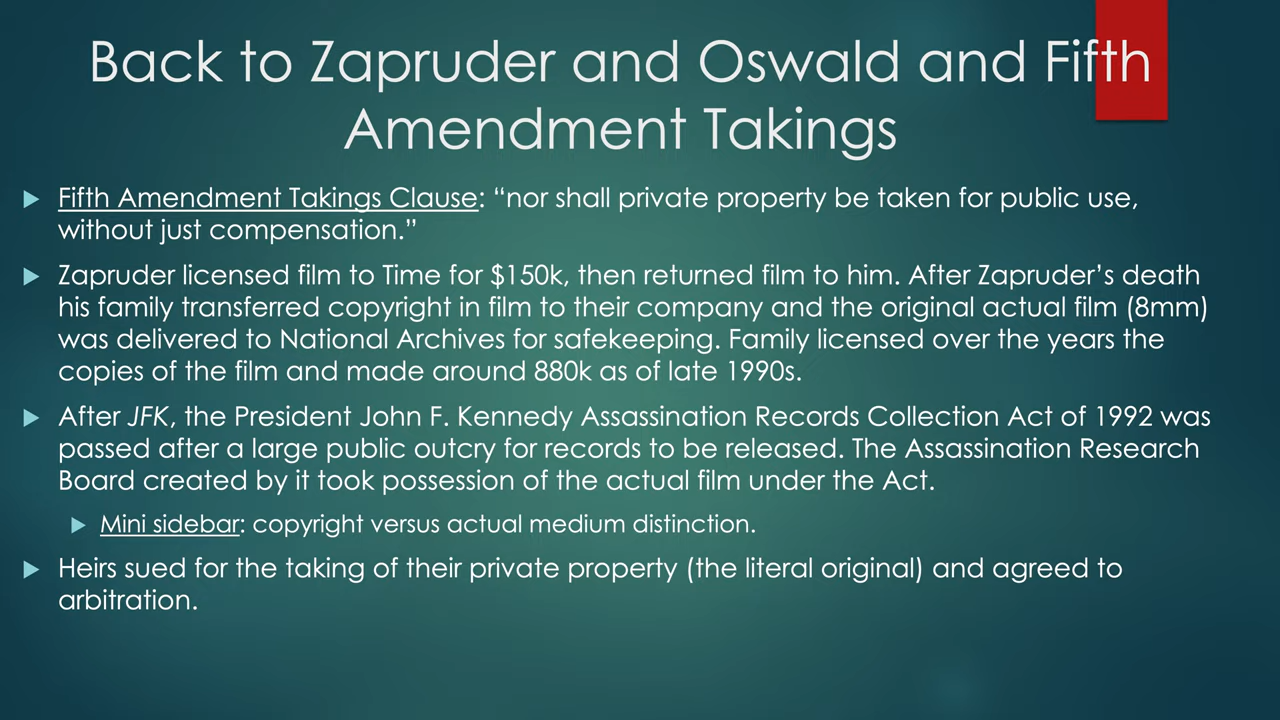 Back to Zapruder and Oswald and Fifth
Amendment Takings
Fifth Amendment Takings Clause: “nor shall private property be taken for public use,
without just compensation.”
Zapruder licensed film to Time for $150k, then returned film to him. After Zapruder’s death
his family transferred copyright in film to their company and the original actual film (8mm)
was delivered to National Archives for safekeeping. Family licensed over the years the
copies of the film and made around 880k as of late 1990s.
After JFK, the President John F. Kennedy Assassination Records Collection Act of 1992 was
passed after a large public outcry for records to be released. The Assassination Research
Board created by it took possession of the actual film under the Act.
Mini sidebar: copyright versus actual medium distinction.
Heirs sued for the taking of their private property (the literal original) and agreed to
arbitration.